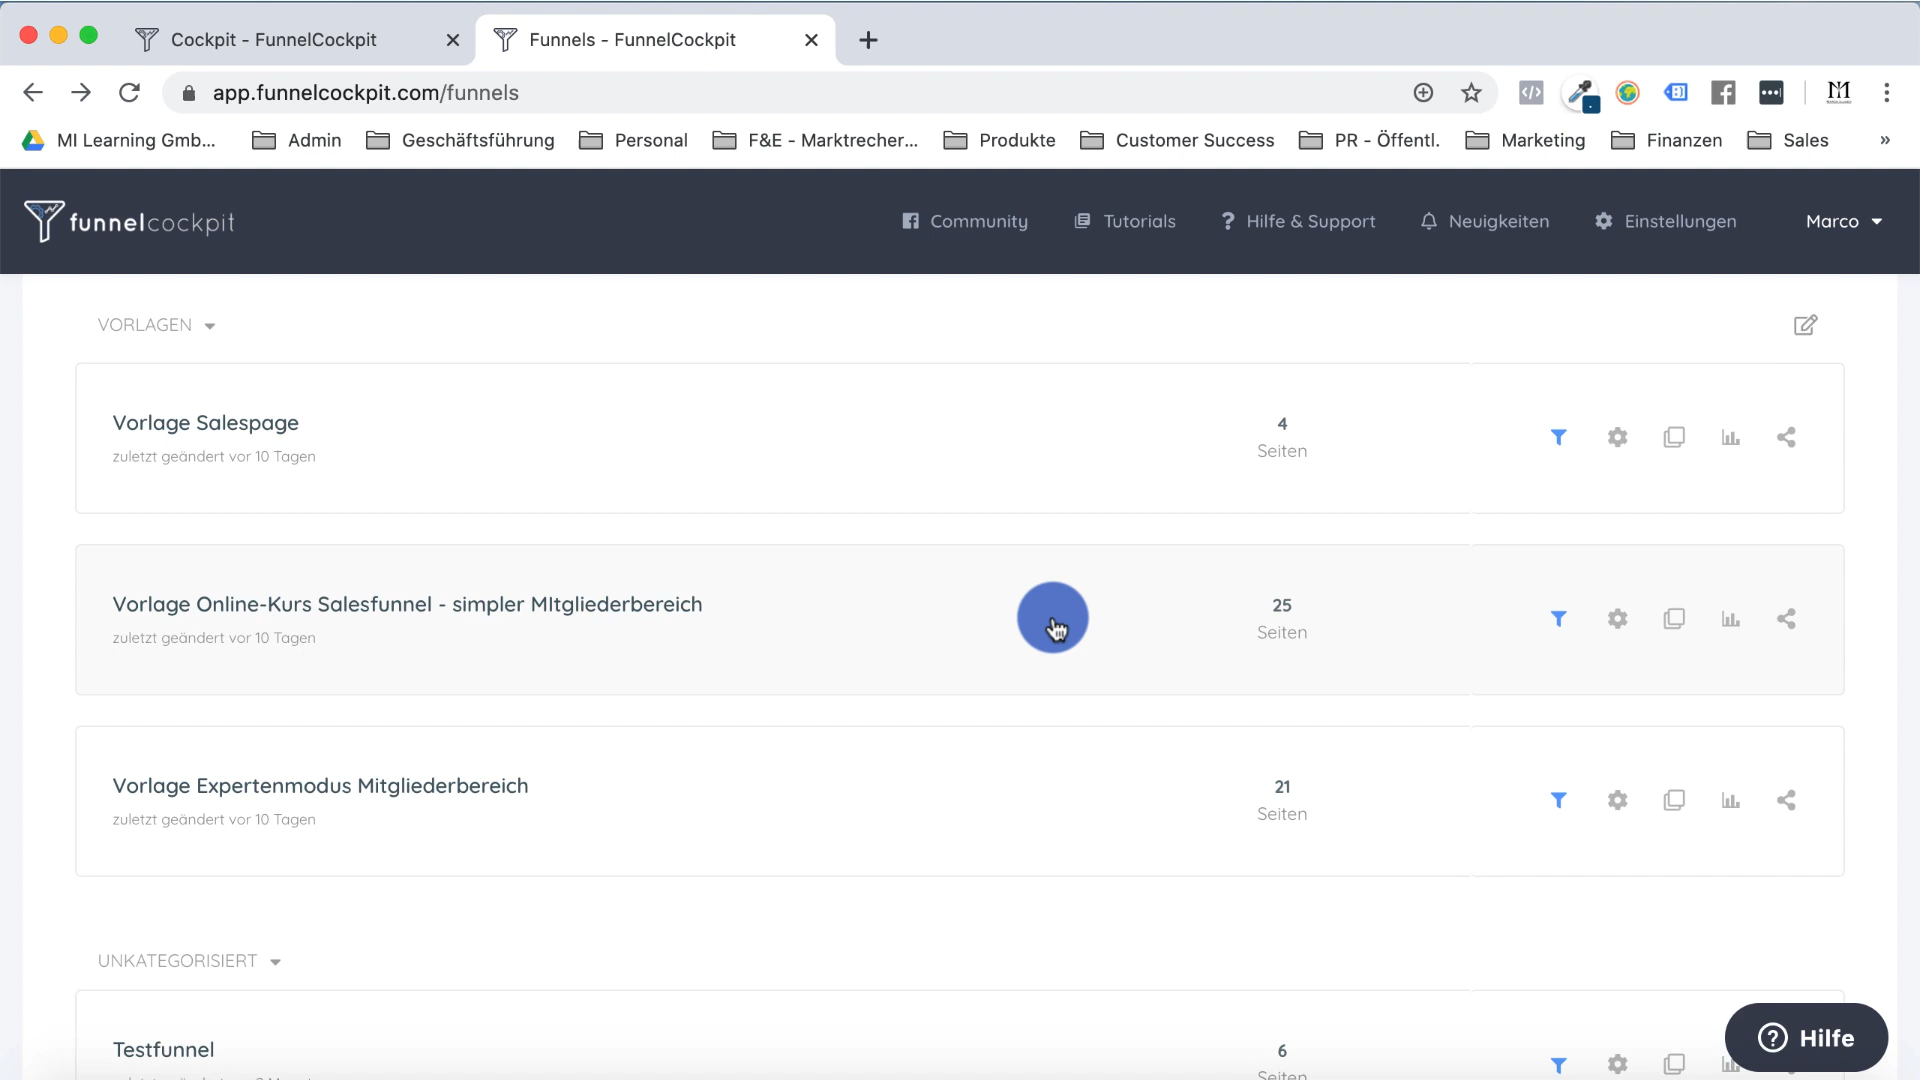 Cockpit - FunnelCockpit
Funnels - FunnelCockpit
app.funnelcockpit.com/funnels
MI Learning Gmb... Admin Geschäftsführung Personal F&E - Marktrecher... Produkte Customer Success PR - Öffentl. Marketing Finanzen Sales »
funnelcockpit
Community Tutorials Hilfe & Support Neuigkeiten Einstellungen Marco
VORLAGEN
Vorlage Salespage
zuletzt geändert vor 10 Tagen
4
Seiten
Vorlage Online-Kurs Salesfunnel - simpler MItgliederbereich
zuletzt geändert vor 10 Tagen
25
Seiten
Vorlage Expertenmodus Mitgliederbereich
zuletzt geändert vor 10 Tagen
21
Seiten
UNKATEGORISIERT
Testfunnel
6
Seiten
Hilfe